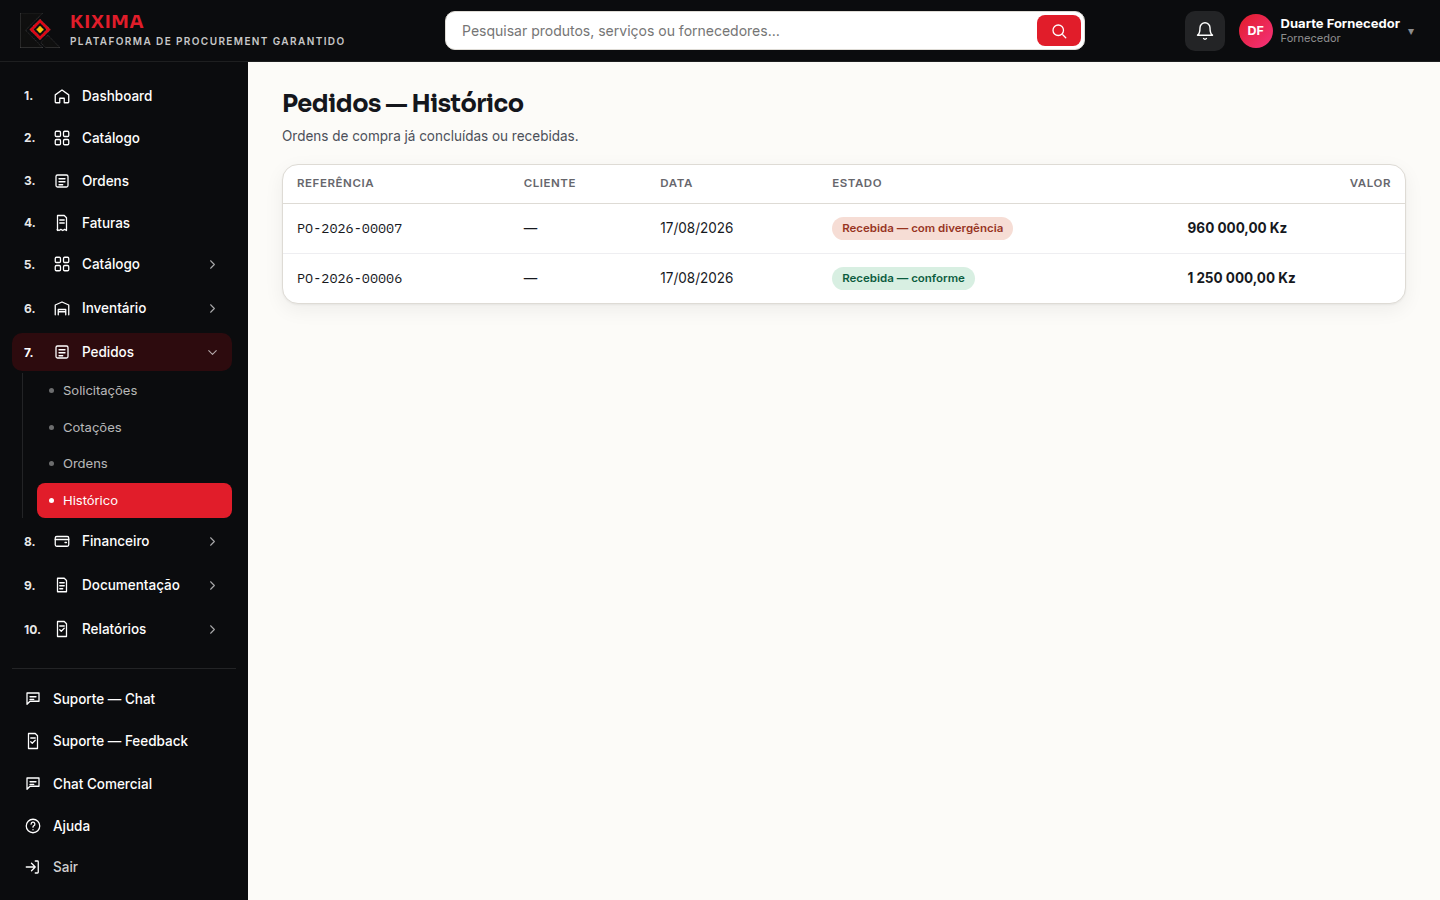 KIXIMA
PLATAFORMA DE PROCUREMENT GARANTIDO
Pesquisar produtos, serviços ou fornecedores...
DF
Duarte Fornecedor
Fornecedor
1. Dashboard
2. Catálogo
3. Ordens
4. Faturas
5. Catálogo
6. Inventário
7. Pedidos
Solicitações
Cotações
Ordens
Histórico
8. Financeiro
9. Documentação
10. Relatórios
Suporte — Chat
Suporte — Feedback
Chat Comercial
Ajuda
Sair
Pedidos — Histórico
Ordens de compra já concluídas ou recebidas.
REFERÊNCIA CLIENTE DATA ESTADO VALOR
PO-2026-00007 — 17/08/2026 Recebida — com divergência 960 000,00 Kz
PO-2026-00006 — 17/08/2026 Recebida — conforme 1 250 000,00 Kz